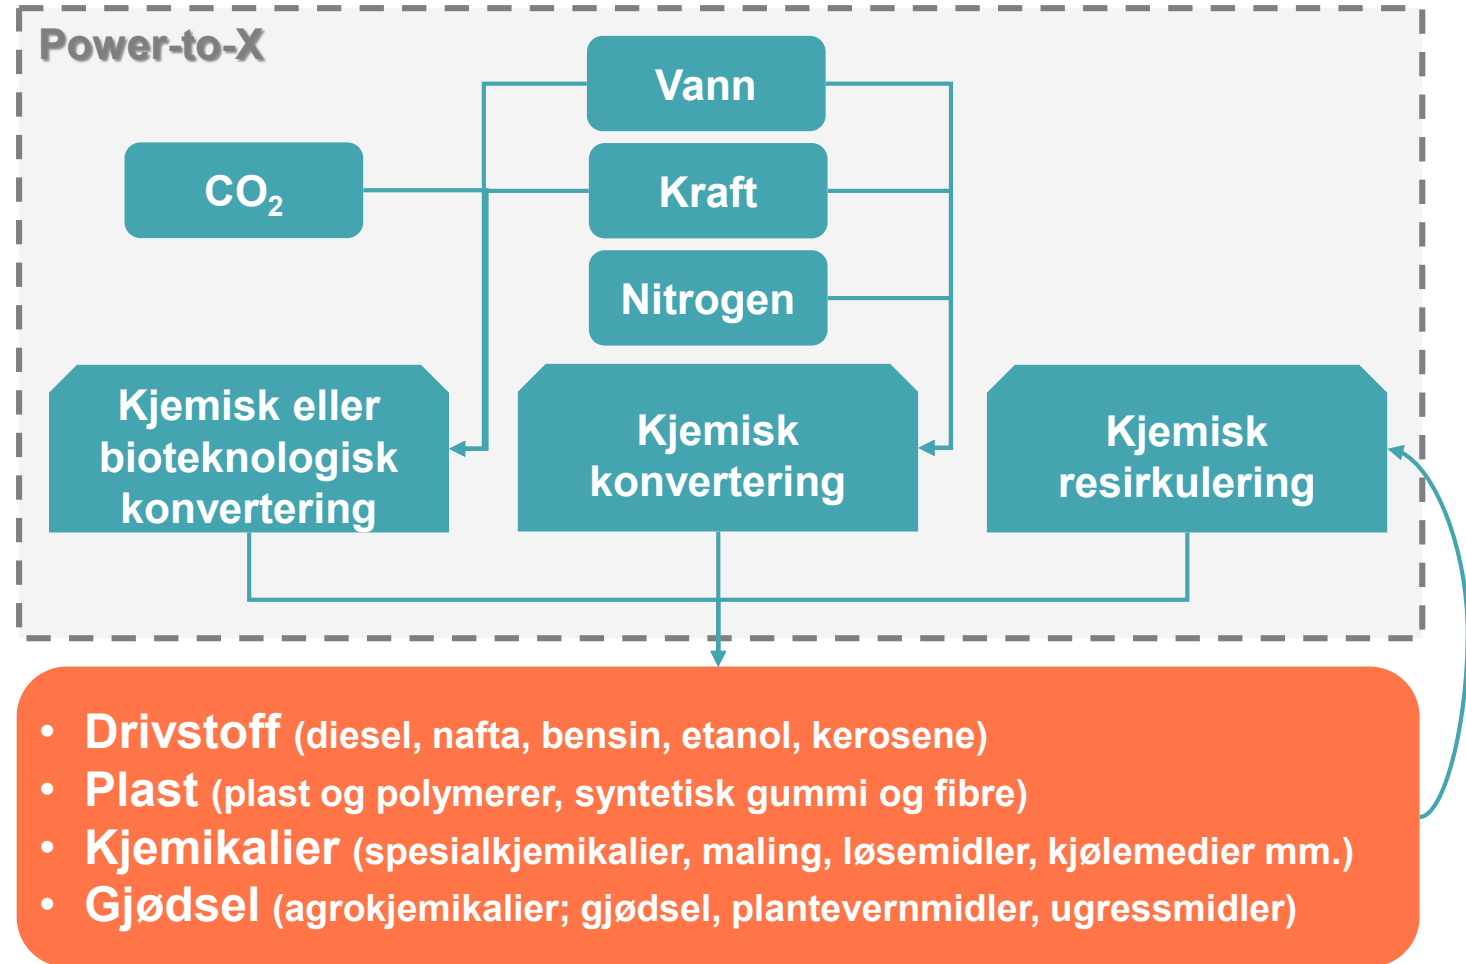 Power-to-X
Vann
CO₂
Kraft
Nitrogen
Kjemisk eller
bioteknologisk
konvertering
Kjemisk
konvertering
Kjemisk
resirkulering
• Drivstoff (diesel, nafta, bensin, etanol, kerosene)
• Plast (plast og polymerer, syntetisk gummi og fibre)
• Kjemikalier (spesialkjemikalier, maling, løsemidler, kjølemedier mm.)
• Gjødsel (agrokjemikalier; gjødsel, plantevernmidler, ugressmidler)